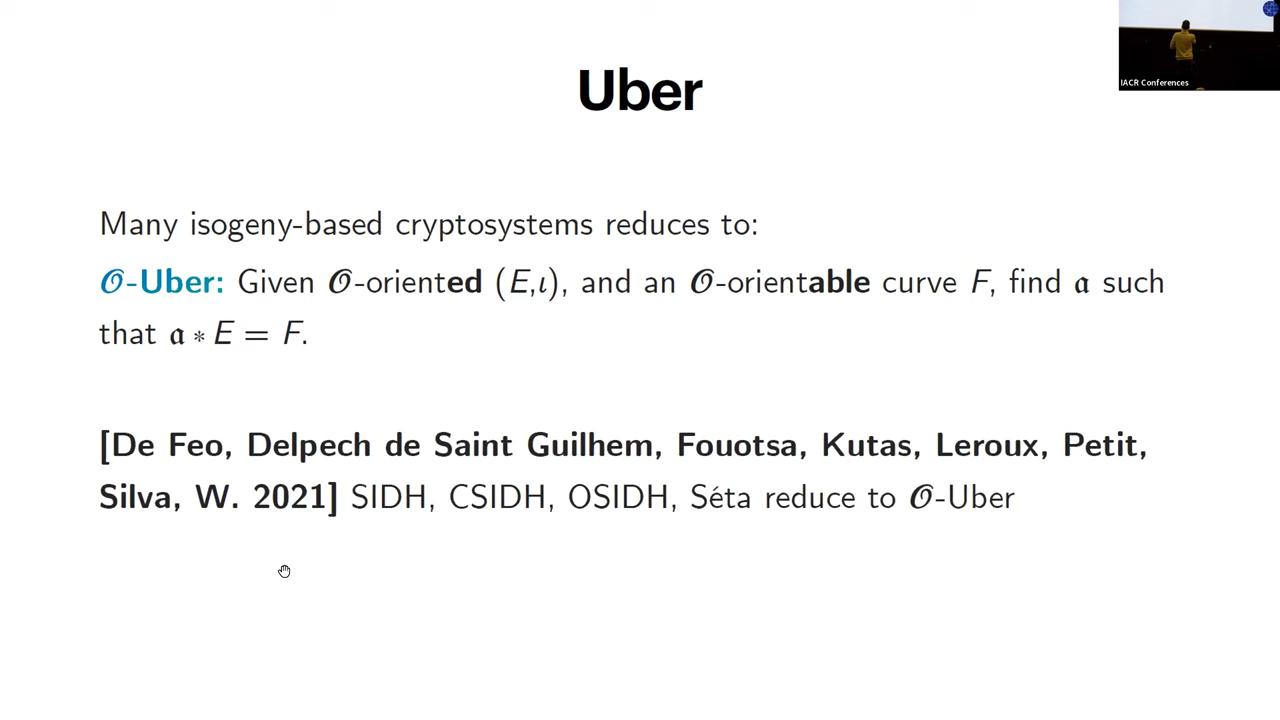 IACR Conferences
Uber
Many isogeny-based cryptosystems reduces to:
𝒪-Uber: Given 𝒪-oriented (E,ι), and an 𝒪-orientable curve F, find 𝔞 such
that 𝔞 * E = F.
[De Feo, Delpech de Saint Guilhem, Fouotsa, Kutas, Leroux, Petit,
Silva, W. 2021] SIDH, CSIDH, OSIDH, Séta reduce to 𝒪-Uber